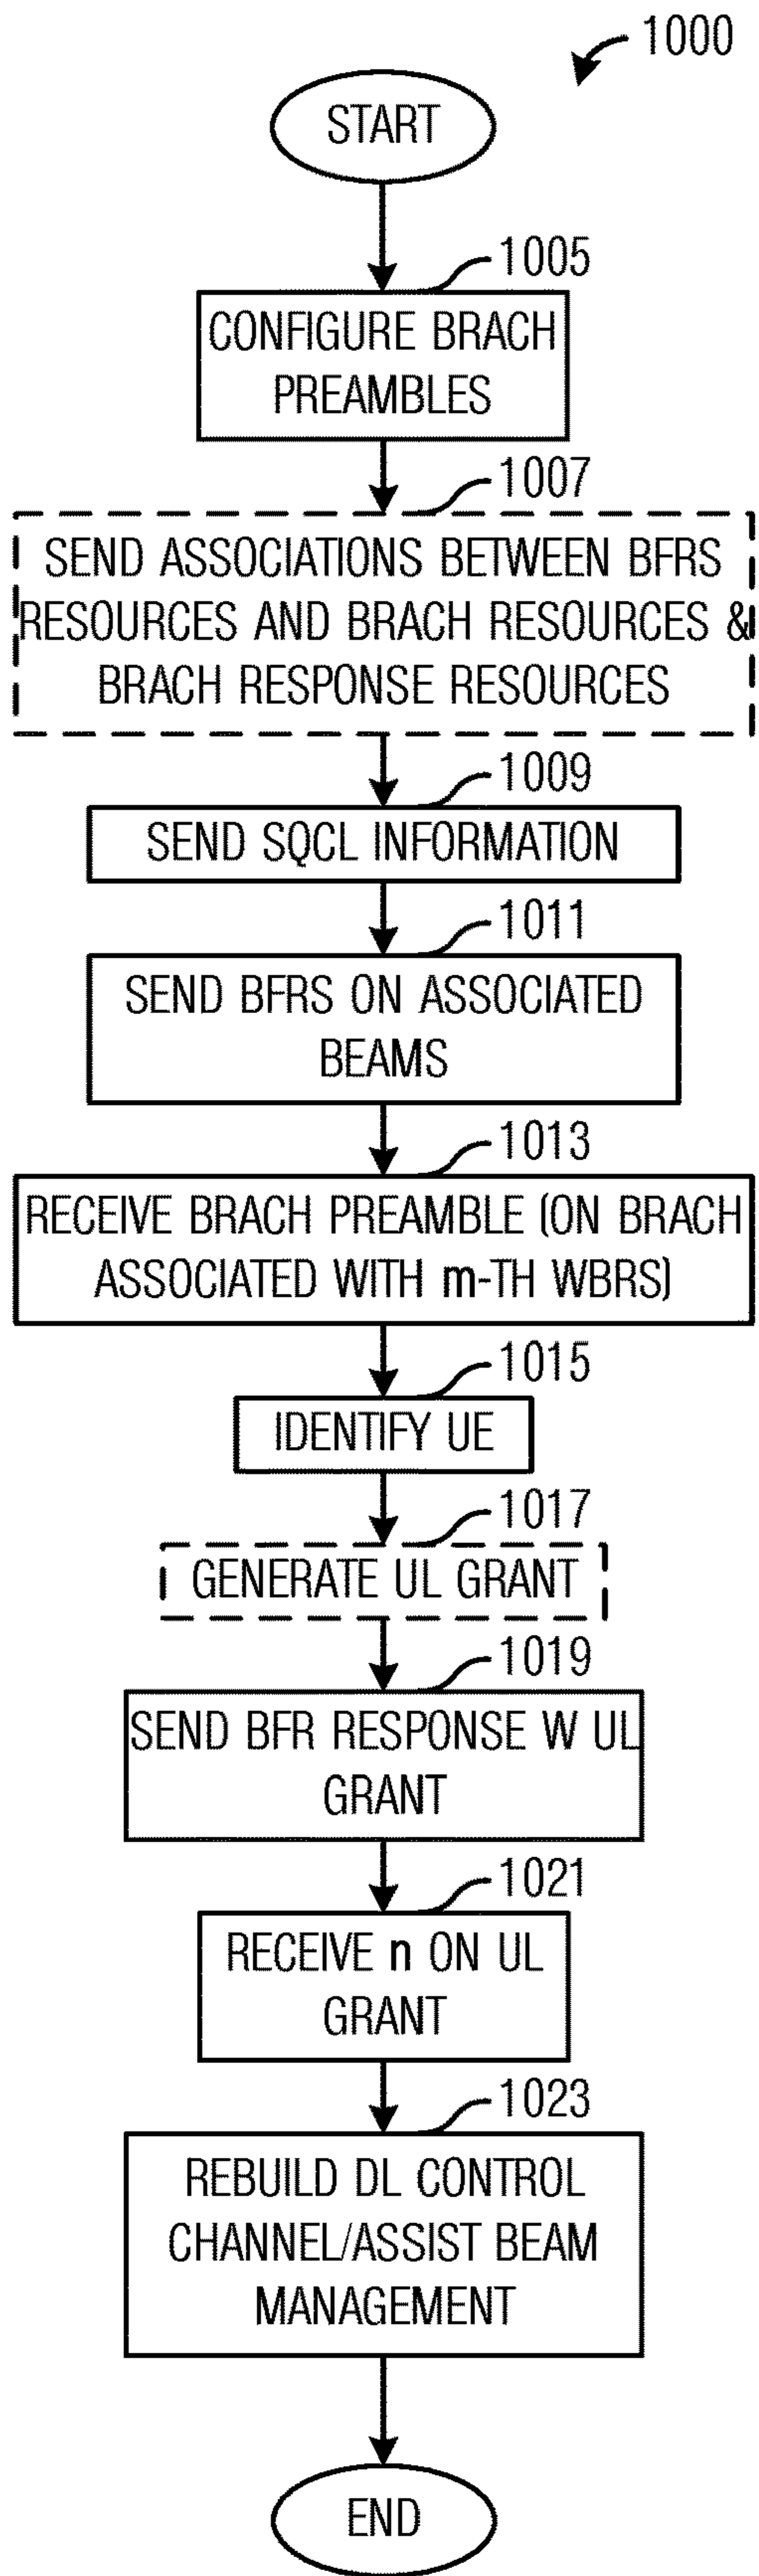 1000
START
1005
CONFIGURE BRACH
PREAMBLES
1007
SEND ASSOCIATIONS BETWEEN BFRS
RESOURCES AND BRACH RESOURCES &
BRACH RESPONSE RESOURCES
1009
SEND SQCL INFORMATION
1011
SEND BFRS ON ASSOCIATED
BEAMS
1013
RECEIVE BRACH PREAMBLE (ON BRACH
ASSOCIATED WITH m-TH WBRS)
1015
IDENTIFY UE
1017
GENERATE UL GRANT
1019
SEND BFR RESPONSE W UL
GRANT
1021
RECEIVE n ON UL
GRANT
1023
REBUILD DL CONTROL
CHANNEL/ASSIST BEAM
MANAGEMENT
END